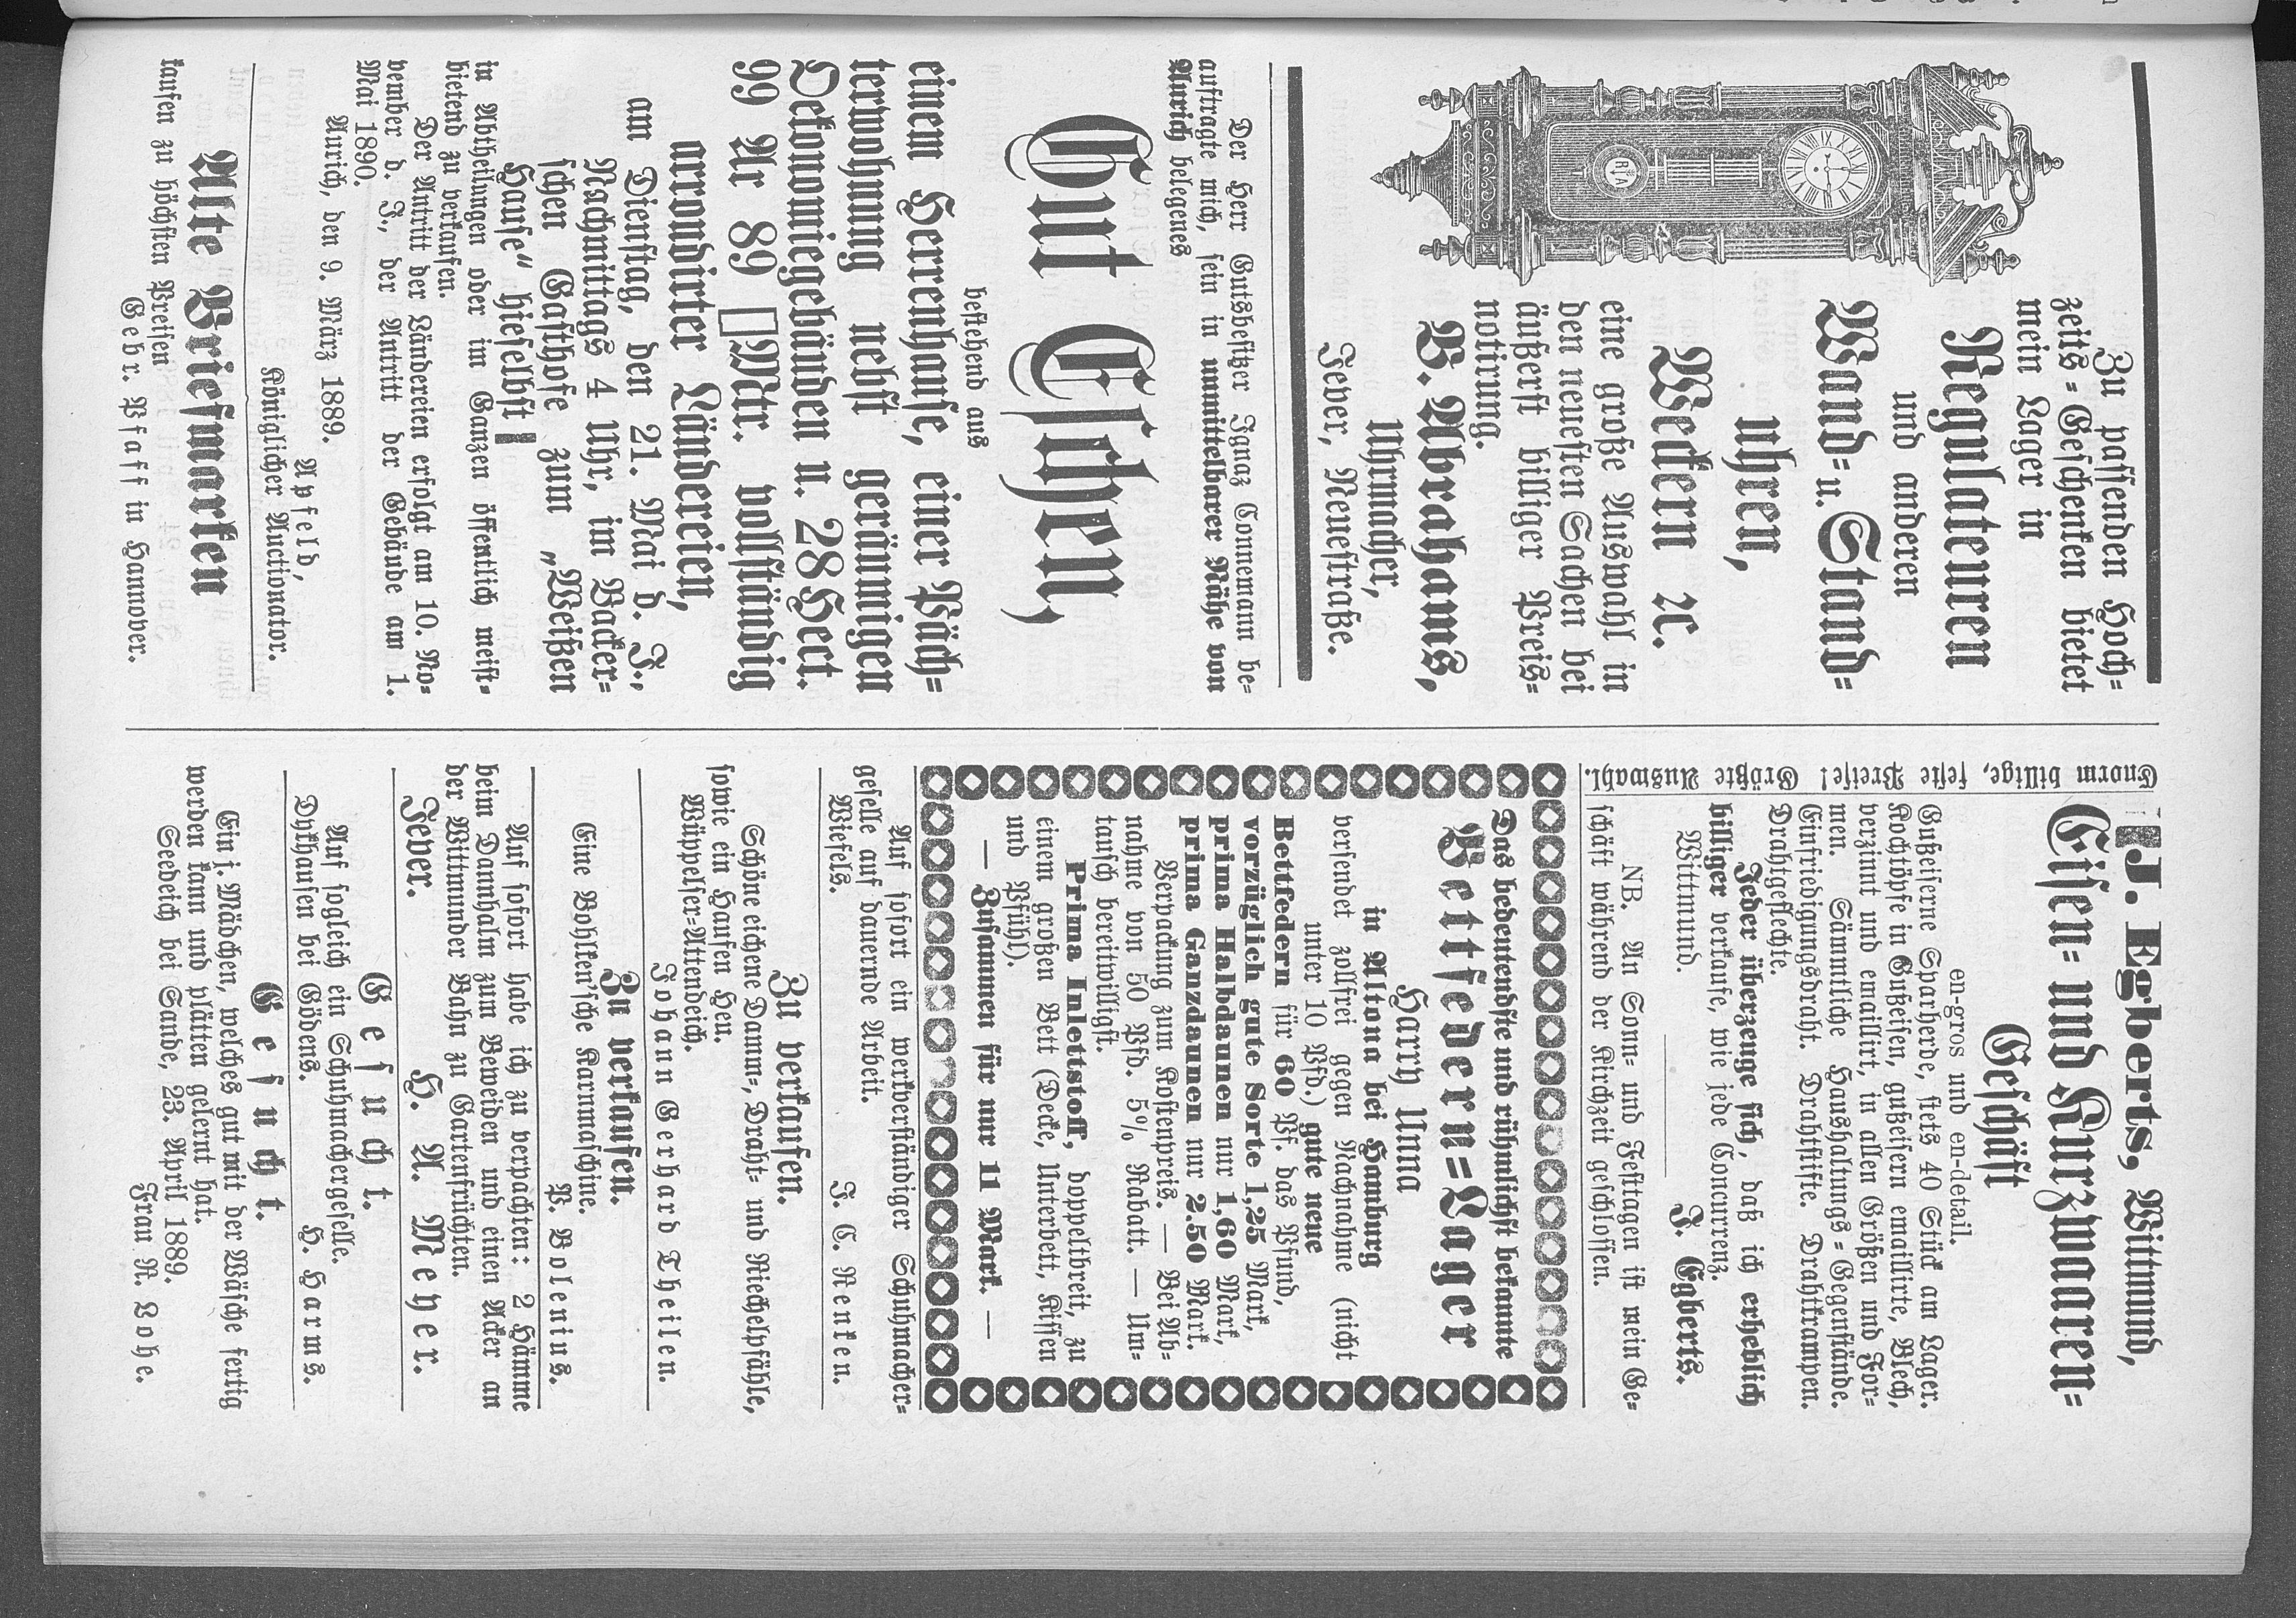 Zu passenden Hoch-
zeits-Geschenken bietet
mein Lager in
Regulateuren
und anderen
Wand- u. Stand-
uhren,
Weckern ꝛc.
eine große Auswahl in
den neuesten Sachen bei
äußerst billiger Preis-
notirung.
B. Abrahams,
Uhrmacher,
Jever, Neuestraße.
Der Herr Gutsbesitzer Ignaz Connemann be-
auftragte mich, sein in unmittelbarer Nähe von
Aurich belegenes
Gut Eschen,
bestehend aus
einem Herrenhause, einer Päch-
terwohnung nebst geräumigen
Dekonomiegebänden u. 28 Hect.
99 Ar 89 □Mtr. vollständig
arrondirter Ländereien,
am Dienstag, den 21. Mai d. J.,
Nachmittags 4 Uhr, im Backer-
schen Gasthofe zum „Weißen
Hause“ hieselbst
in Abtheilungen oder im Ganzen öffentlich meist-
bietend zu verkaufen.
Der Antritt der Ländereien erfolgt am 10. No-
vember d. J., der Antritt der Gebäude am 1.
Mai 1890.
Aurich, den 9. März 1889.
Apfeld,
Königlicher Auctionator.
Alte Briefmarken
kaufen zu höchsten Preisen
Gebr. Pfaff in Hannover.
Enorm billige, feste Preise! Größte Auswahl.
J. Egberts, Wittmund,
Eisen- und Kurzwaaren-
Geschäft
en-gros und en-detail.
Gußeiserne Sparherde, stets 40 Stück am Lager.
Kochtöpfe in Gußeisen, gußeisern emaillirte, Blech,
verzinnt und emaillirt, in allen Größen und For-
men. Sämmtliche Haushaltungs-Gegenstände.
Einfriedigungsdraht. Drahtstifte. Drahtkrampen.
Drahtgeflechte.
Jeder überzeuge sich, daß ich erheblich
billiger verkaufe, wie jede Concurrenz.
Wittmund. J. Egberts.
NB. An Sonn- und Festtagen ist mein Ge-
schäft während der Kirchzeit geschlossen.
Das bedeutendste und rühmlichst bekannte
Bettfedern-Lager
Harry Unna
in Altona bei Hamburg
versendet zollfrei gegen Nachnahme (nicht
unter 10 Pfd.) gute neue
Bettfedern für 60 Pf. das Pfund,
vorzüglich gute Sorte 1,25 Mark,
prima Halbdaunen nur 1,60 Mark,
prima Ganzdaunen nur 2.50 Mark.
Verpackung zum Kostenpreis. — Bei Ab-
nahme von 50 Pfd. 5% Rabatt. — Um-
tausch bereitwilligst.
Prima Inlettstoff, doppeltbreit, zu
einem großen Bett (Decke, Unterbett, Kissen
und Pfühl).
— Zusammen für nur 11 Mark. —
Auf sofort ein werkverständiger Schuhmacher-
geselle auf dauernde Arbeit.
Wiefels. J. C. Renken.
Zu verkaufen.
Schöne eichene Damm-, Draht- und Riechelpfähle,
sowie ein Haufen Heu.
Wüppelser-Altendeich.
Johann Gerhard Theilen.
Zu verkaufen.
Eine Bohlken'sche Karnmaschine.
P. Bolenius.
Auf sofort habe ich zu verpachten: 2 Hämme
beim Dannhalm zum Beweiden und einen Acker an
der Wittmunder Bahn zu Gartenfrüchten.
Jever. H. A. Meyer.
Gesucht.
Auf sogleich ein Schuhmachergeselle.
Dykhausen bei Gödens. H. Harms.
Gesucht.
Ein j. Mädchen, welches gut mit der Wäsche fertig
werden kann und plätten gelernt hat.
Seedeich bei Sande, 23. April 1889.
Frau R. Lohe.